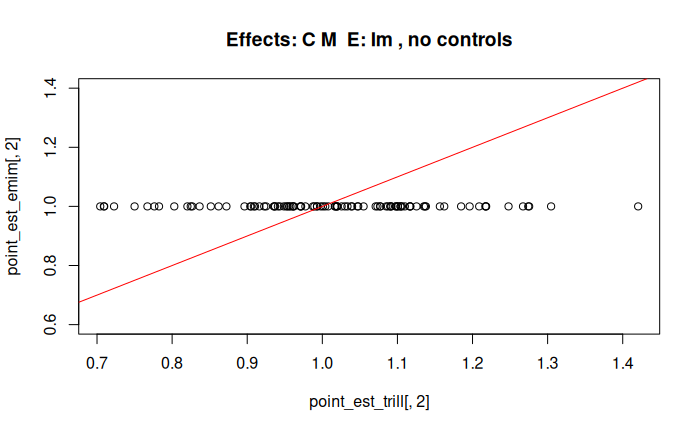 Effects: C M  E: Im , no controls
point_est_emim[, 2]
1.4
1.2
1.0
0.8
0.6
0.7 0.8 0.9 1.0 1.1 1.2 1.3 1.4
point_est_trill[, 2]